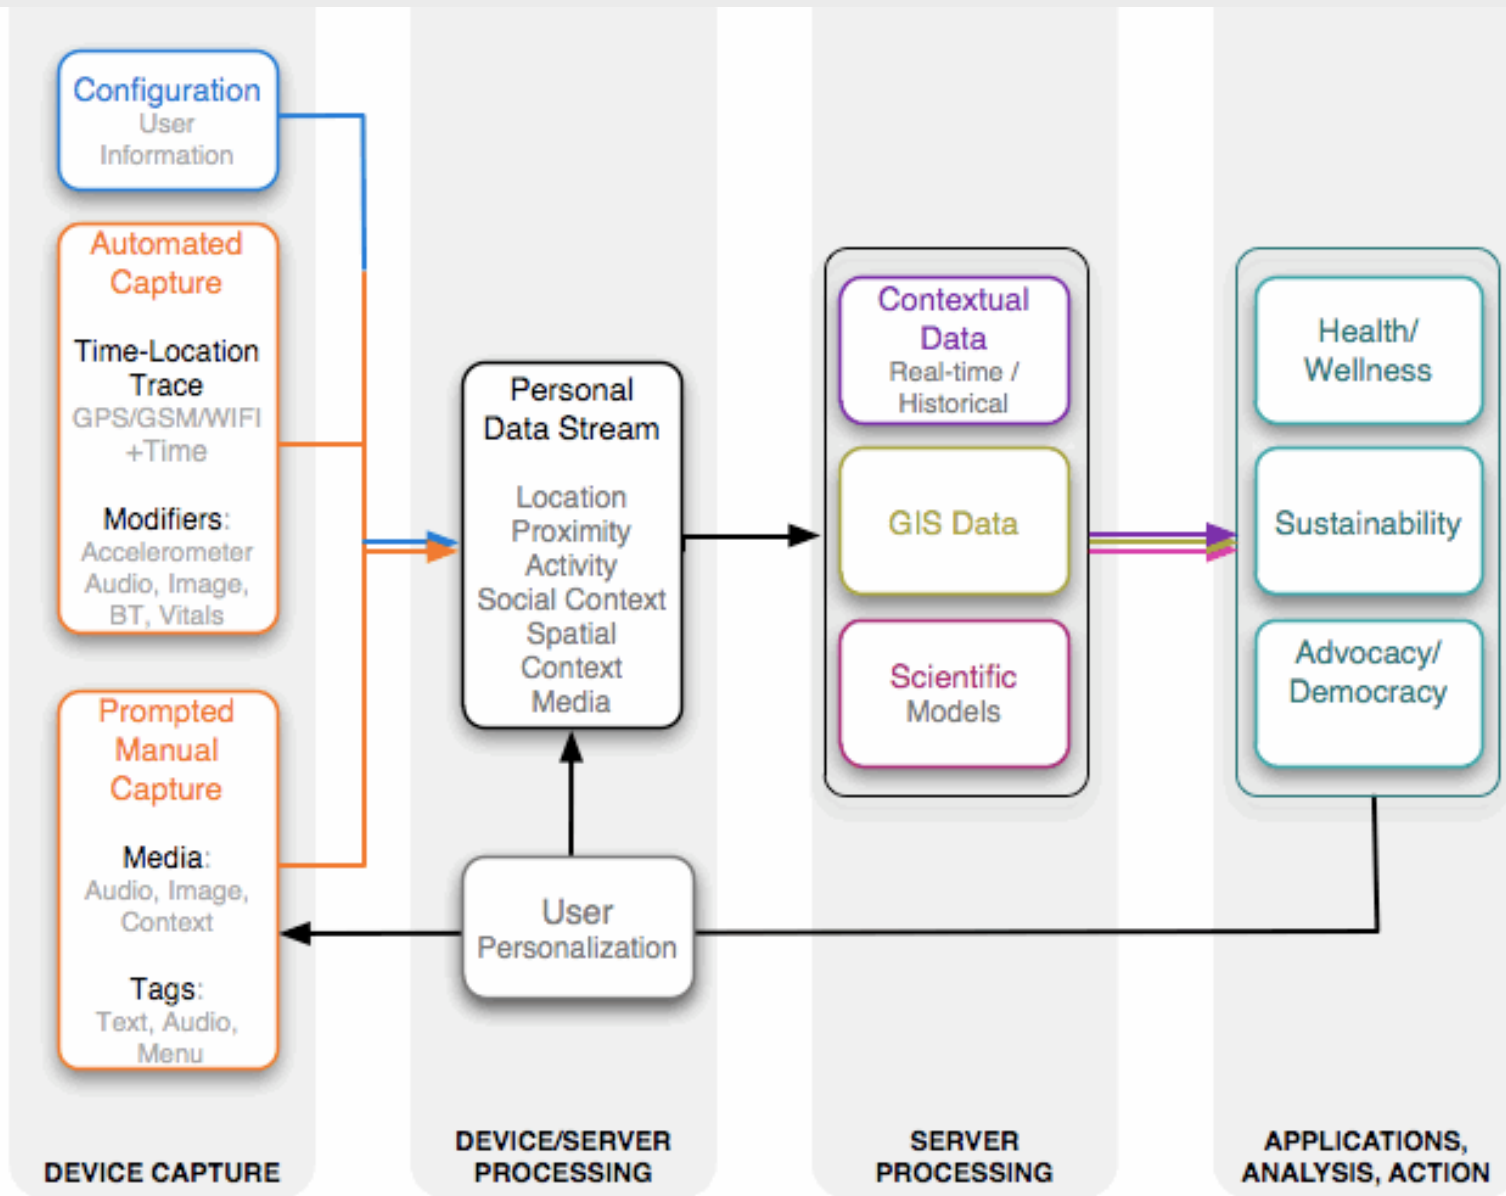 Configuration
User
Information
Automated
Capture
Time-Location
Trace
GPS/GSM/WIFI
+Time
Modifiers:
Accelerometer
Audio, Image,
BT, Vitals
Prompted
Manual
Capture
Media:
Audio, Image,
Context
Tags:
Text, Audio,
Menu
DEVICE CAPTURE
Personal
Data Stream
Location
Proximity
Activity
Social Context
Spatial
Context
Media
User
Personalization
DEVICE/SERVER
PROCESSING
Contextual
Data
Real-time /
Historical
GIS Data
Scientific
Models
SERVER
PROCESSING
Health/
Wellness
Sustainability
Advocacy/
Democracy
APPLICATIONS,
ANALYSIS, ACTION